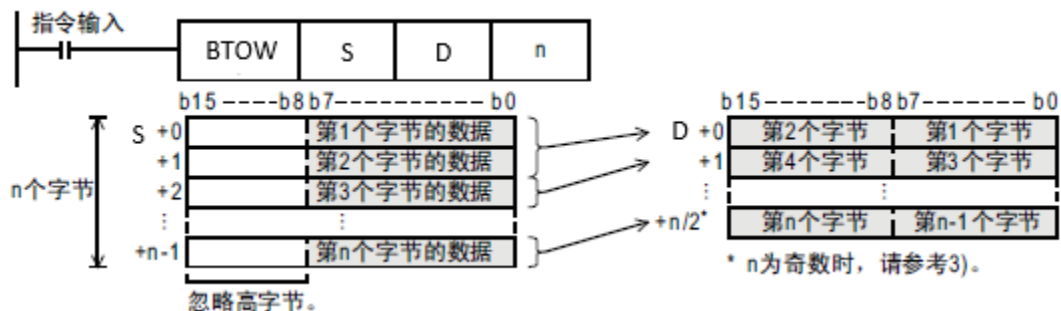 指令输入
BTOW S D n
b15 -----b8 b7------------ b0 b15 --------b8 b7---------b0
S +0 第1个字节的数据 D +0 第2个字节 第1个字节
+1 第2个字节的数据 +1 第4个字节 第3个字节
n个字节 +2 第3个字节的数据 ⋮ ⋮
⋮ ⋮ +n/2* 第n个字节 第n-1个字节
+n-1 第n个字节的数据 * n为奇数时，请参考3)。
忽略高字节。